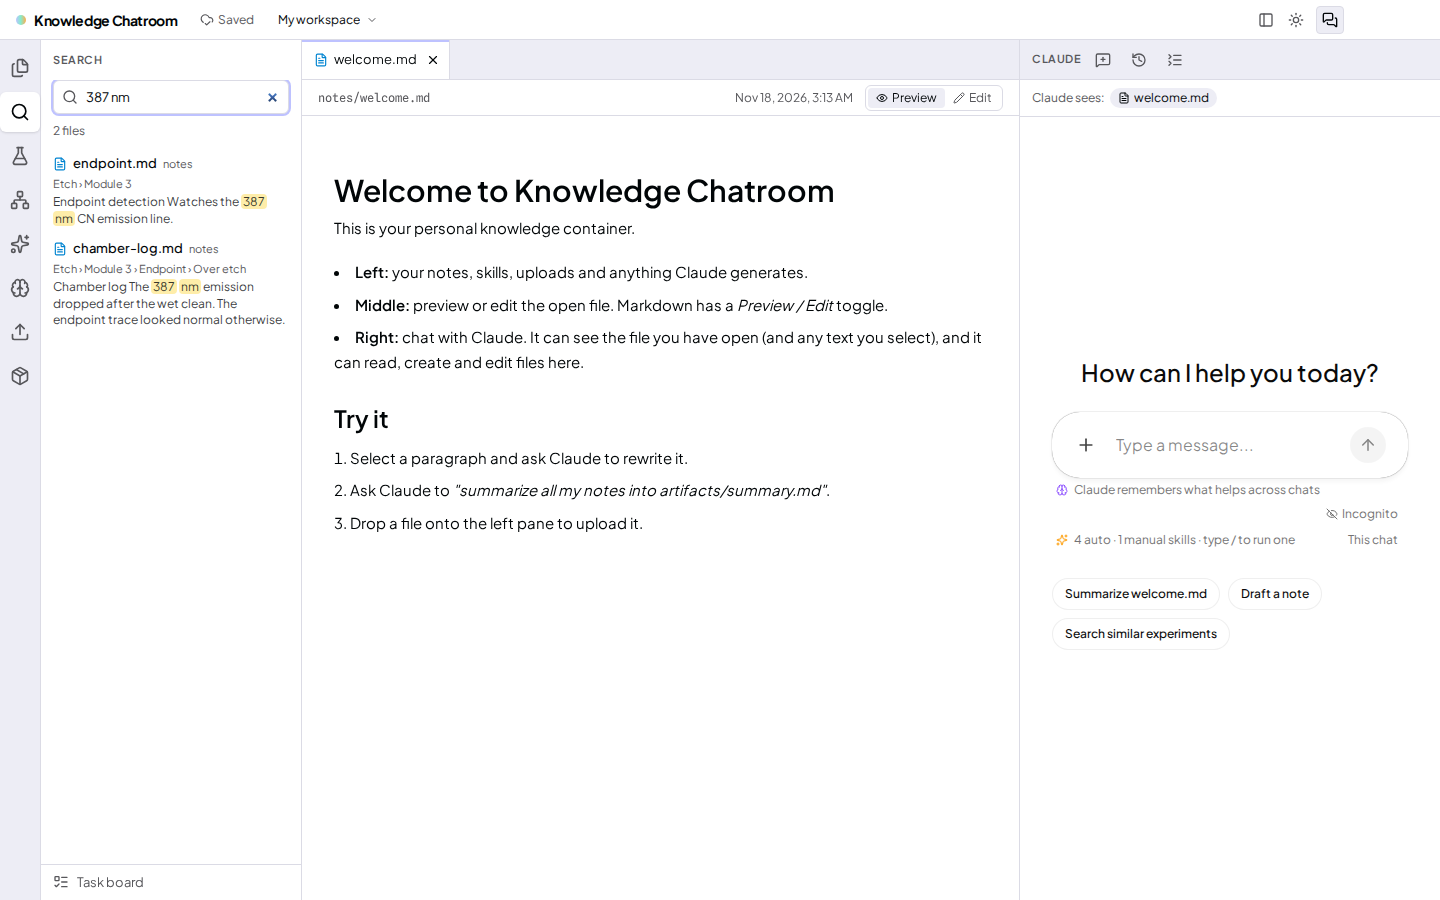 Knowledge Chatroom
Saved
My workspace
SEARCH
387 nm
2 files
endpoint.md notes
Etch › Module 3
Endpoint detection Watches the 387
nm CN emission line.
chamber-log.md notes
Etch › Module 3 › Endpoint › Over etch
Chamber log The 387 nm emission
dropped after the wet clean. The
endpoint trace looked normal otherwise.
Task board
welcome.md
notes/welcome.md
Nov 18, 2026, 3:13 AM
Preview
Edit
Welcome to Knowledge Chatroom
This is your personal knowledge container.
• Left: your notes, skills, uploads and anything Claude generates.
• Middle: preview or edit the open file. Markdown has a Preview / Edit toggle.
• Right: chat with Claude. It can see the file you have open (and any text you select), and it
can read, create and edit files here.
Try it
1. Select a paragraph and ask Claude to rewrite it.
2. Ask Claude to "summarize all my notes into artifacts/summary.md".
3. Drop a file onto the left pane to upload it.
CLAUDE
Claude sees: welcome.md
How can I help you today?
Type a message...
Claude remembers what helps across chats
Incognito
4 auto · 1 manual skills · type / to run one
This chat
Summarize welcome.md
Draft a note
Search similar experiments